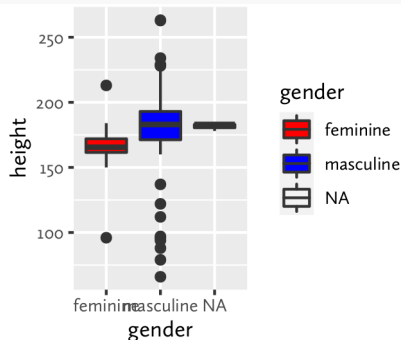 250
200
150
100
height
feminine
masculine
NA
gender
gender
feminine
masculine
NA